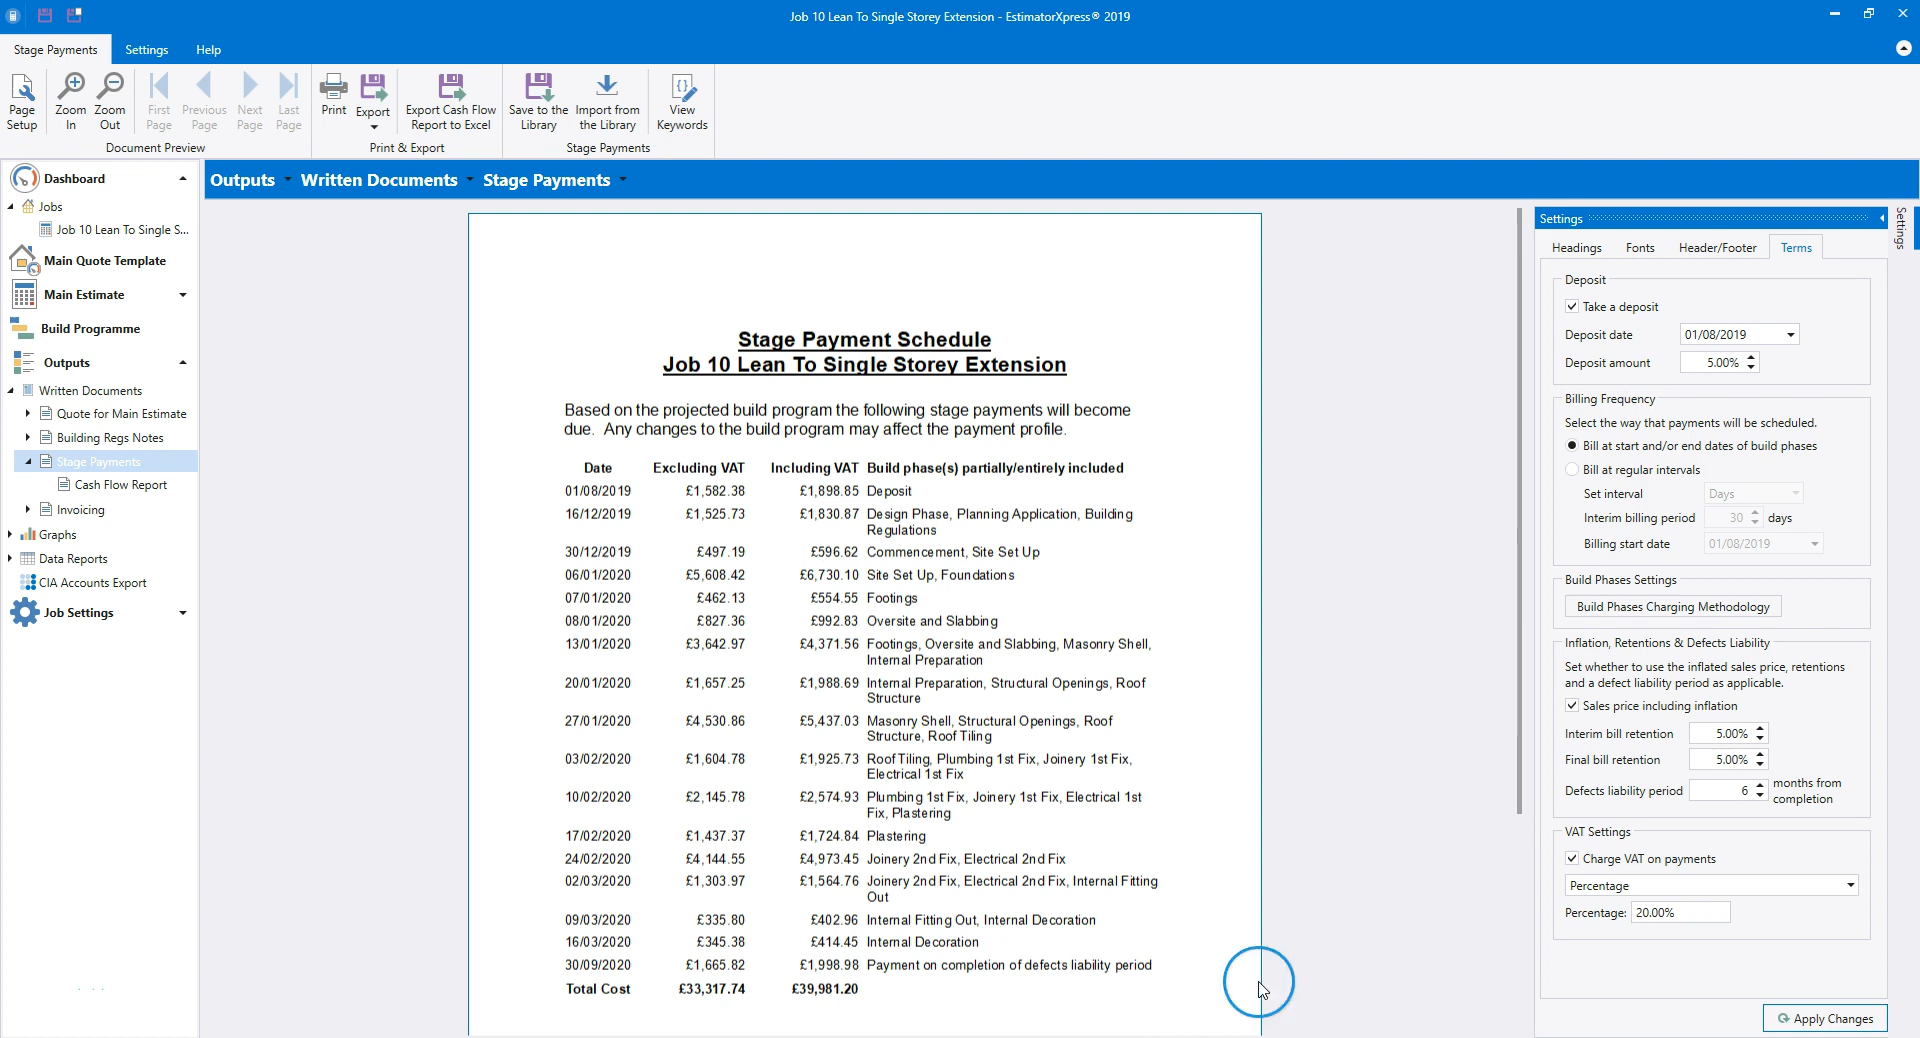 Job 10 Lean To Single Storey Extension - EstimatorXpress® 2019
Stage Payments Settings Help
Page Setup
Zoom In
Zoom Out
First Page
Previous Page
Next Page
Last Page
Print
Export
Export Cash Flow Report to Excel
Save to the Library
Import from the Library
View Keywords
Document Preview
Print & Export
Stage Payments
Dashboard
Jobs
Job 10 Lean To Single S...
Main Quote Template
Main Estimate
Build Programme
Outputs
Written Documents
Quote for Main Estimate
Building Regs Notes
Stage Payments
Cash Flow Report
Invoicing
Graphs
Data Reports
CIA Accounts Export
Job Settings
Outputs Written Documents Stage Payments
Stage Payment Schedule
Job 10 Lean To Single Storey Extension
Based on the projected build program the following stage payments will become
due. Any changes to the build program may affect the payment profile.
Date Excluding VAT Including VAT Build phase(s) partially/entirely included
01/08/2019 £1,582.38 £1,898.85 Deposit
16/12/2019 £1,525.73 £1,830.87 Design Phase, Planning Application, Building
Regulations
30/12/2019 £497.19 £596.62 Commencement, Site Set Up
06/01/2020 £5,608.42 £6,730.10 Site Set Up, Foundations
07/01/2020 £462.13 £554.55 Footings
08/01/2020 £827.36 £992.83 Oversite and Slabbing
13/01/2020 £3,642.97 £4,371.56 Footings, Oversite and Slabbing, Masonry Shell,
Internal Preparation
20/01/2020 £1,657.25 £1,988.69 Internal Preparation, Structural Openings, Roof
Structure
27/01/2020 £4,530.86 £5,437.03 Masonry Shell, Structural Openings, Roof
Structure, Roof Tiling
03/02/2020 £1,604.78 £1,925.73 Roof Tiling, Plumbing 1st Fix, Joinery 1st Fix,
Electrical 1st Fix
10/02/2020 £2,145.78 £2,574.93 Plumbing 1st Fix, Joinery 1st Fix, Electrical 1st
Fix, Plastering
17/02/2020 £1,437.37 £1,724.84 Plastering
24/02/2020 £4,144.55 £4,973.45 Joinery 2nd Fix, Electrical 2nd Fix
02/03/2020 £1,303.97 £1,564.76 Joinery 2nd Fix, Electrical 2nd Fix, Internal Fitting
Out
09/03/2020 £335.80 £402.96 Internal Fitting Out, Internal Decoration
16/03/2020 £345.38 £414.45 Internal Decoration
30/09/2020 £1,665.82 £1,998.98 Payment on completion of defects liability period
Total Cost £33,317.74 £39,981.20
Settings
Settings
Headings Fonts Header/Footer Terms
Deposit
Take a deposit
Deposit date 01/08/2019
Deposit amount 5.00%
Billing Frequency
Select the way that payments will be scheduled.
Bill at start and/or end dates of build phases
Bill at regular intervals
Set interval Days
Interim billing period 30 days
Billing start date 01/08/2019
Build Phases Settings
Build Phases Charging Methodology
Inflation, Retentions & Defects Liability
Set whether to use the inflated sales price, retentions
and a defect liability period as applicable.
Sales price including inflation
Interim bill retention 5.00%
Final bill retention 5.00%
Defects liability period 6 months from
completion
VAT Settings
Charge VAT on payments
Percentage
Percentage: 20.00%
Apply Changes